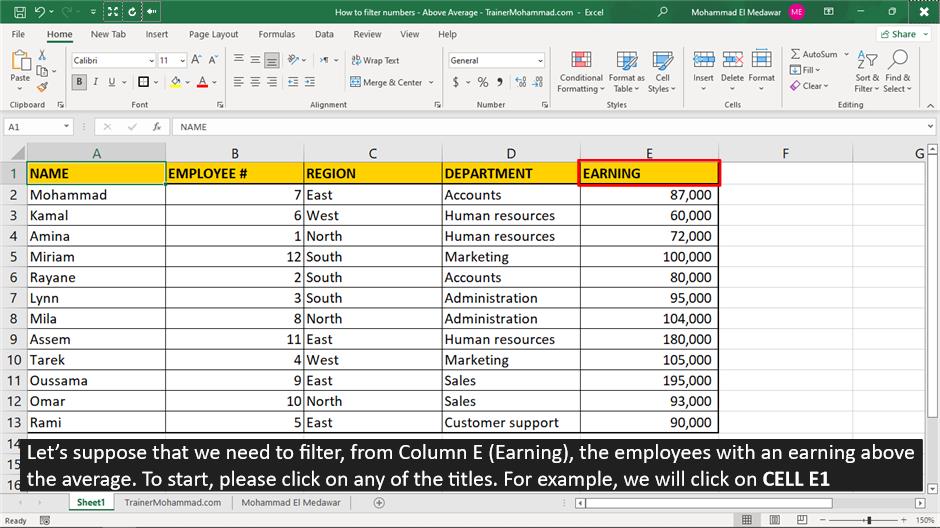 How to filter numbers - Above Average - TrainerMohammad.com - Excel
Mohammad El Medawar ME
File Home New Tab Insert Page Layout Formulas Data Review View Help Share
Paste
Clipboard
Calibri 11 A A
B I U A
Font
ab Wrap Text
Merge & Center
Alignment
General
$ % 9
Number
Conditional Formatting
Format as Table
Cell Styles
Styles
Insert Delete Format
Cells
AutoSum
Fill
Clear
Sort & Filter
Find & Select
Editing
A1 fx NAME
A B C D E F G
1 NAME EMPLOYEE # REGION DEPARTMENT EARNING
2 Mohammad 7 East Accounts 87,000
3 Kamal 6 West Human resources 60,000
4 Amina 1 North Human resources 72,000
5 Miriam 12 South Marketing 100,000
6 Rayane 2 South Accounts 80,000
7 Lynn 3 South Administration 95,000
8 Mila 8 North Administration 104,000
9 Assem 11 East Human resources 180,000
10 Tarek 4 West Marketing 105,000
11 Oussama 9 East Sales 195,000
12 Omar 10 North Sales 93,000
13 Rami 5 East Customer support 90,000
14
15
16
Let’s suppose that we need to filter, from Column E (Earning), the employees with an earning above
the average. To start, please click on any of the titles. For example, we will click on CELL E1
Sheet1 TrainerMohammad.com Mohammad El Medawar
Ready 150%